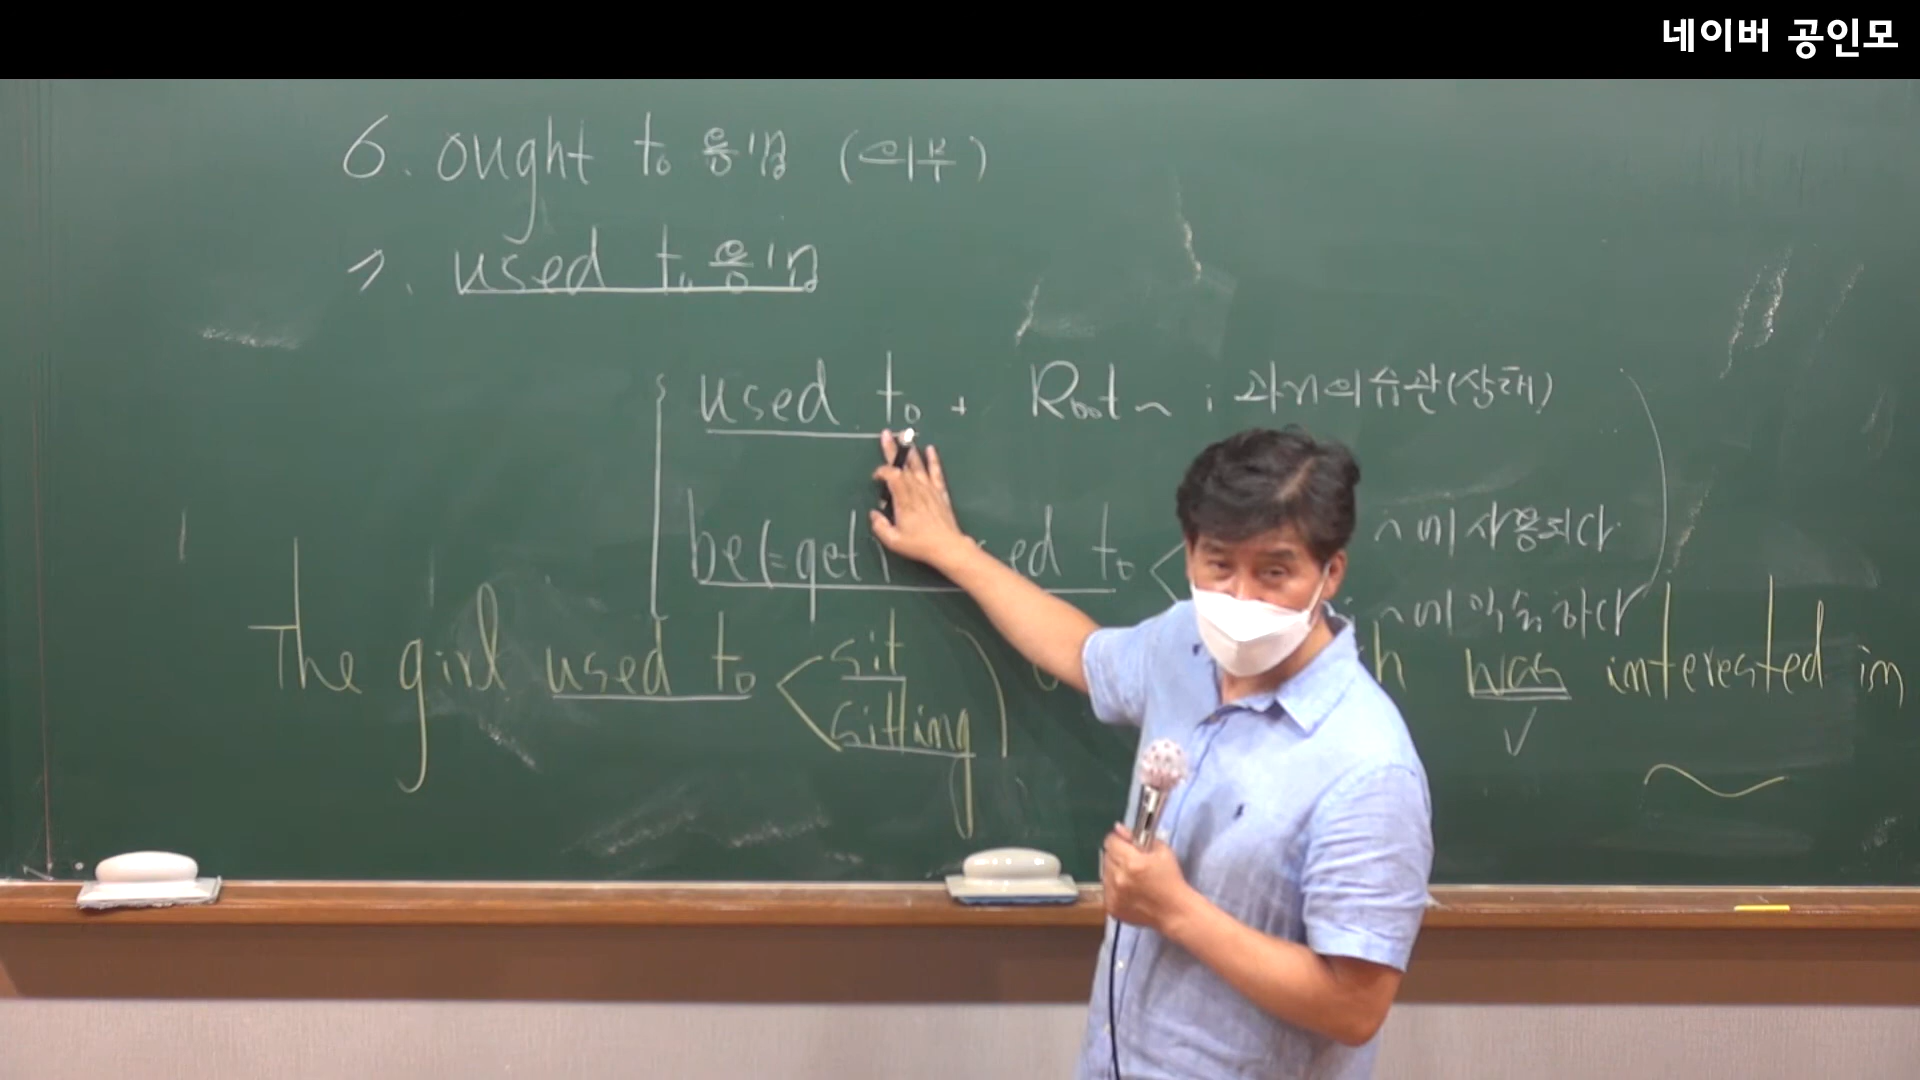 네이버 공인모
6. ought to 용법 (의무)
7. used to 용법
used to + Root~ : 과거의 습관(상태)
be(=get) used to ~에 사용되다
~에 익숙하다
The girl used to sit was interested in
sitting